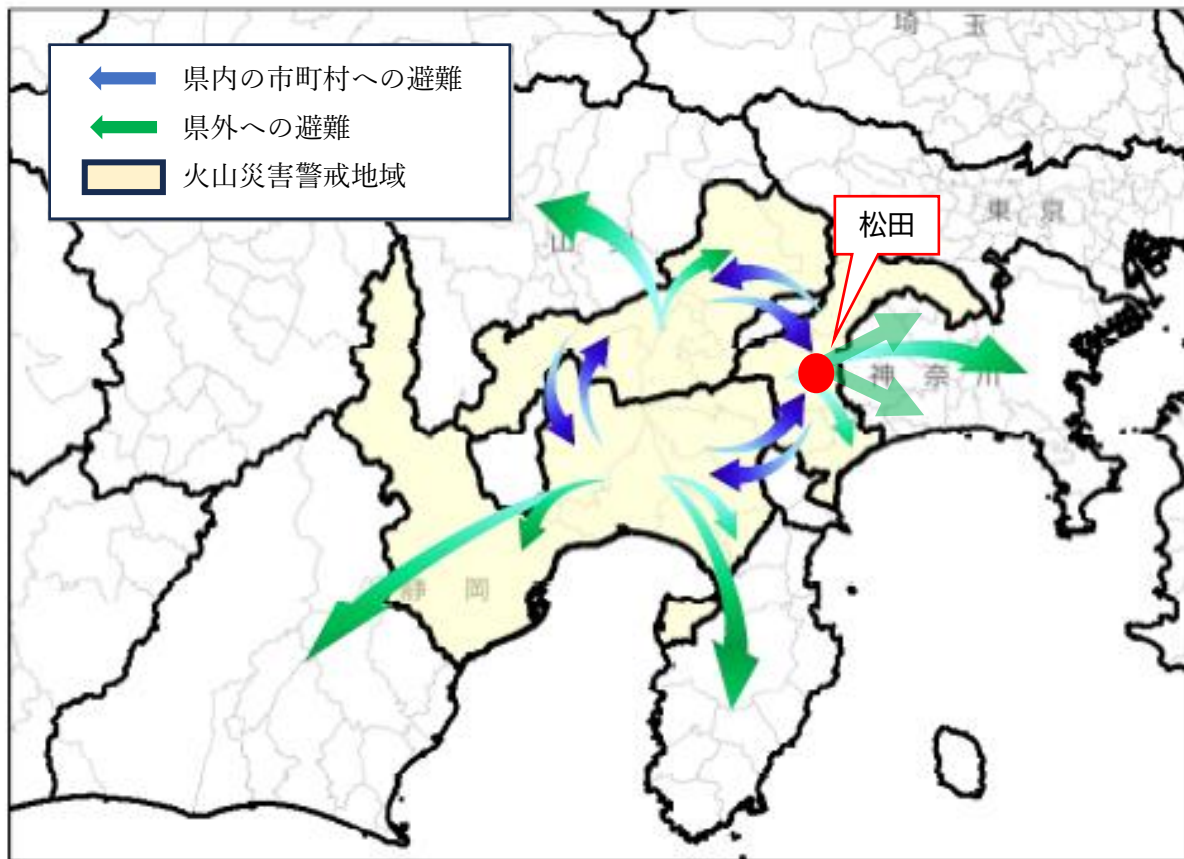 埼 玉
県内の市町村への避難
県外への避難
火山災害警戒地域
松田
東 京
山
神 奈 川
静 岡